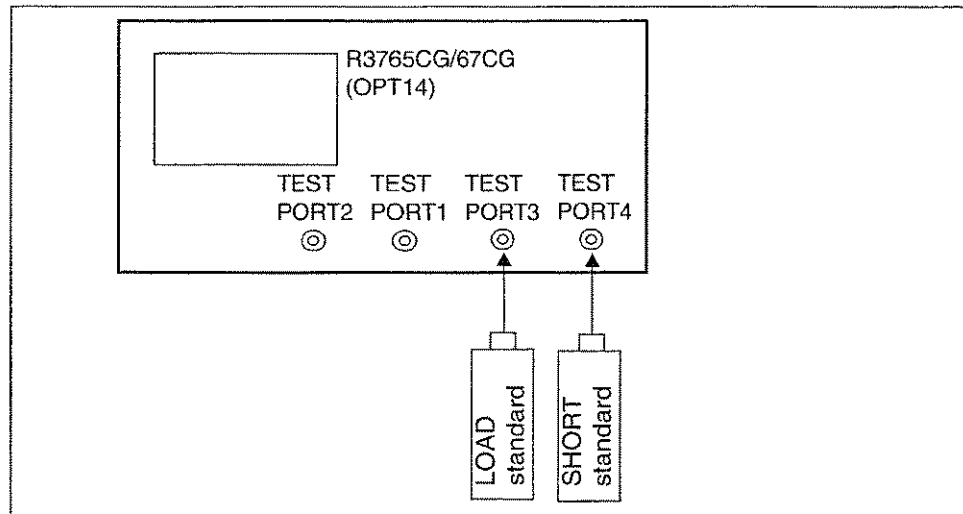 R3765CG/67CG
(OPT14)
TEST TEST TEST TEST
PORT2 PORT1 PORT3 PORT4
LOAD
standard
SHORT
standard